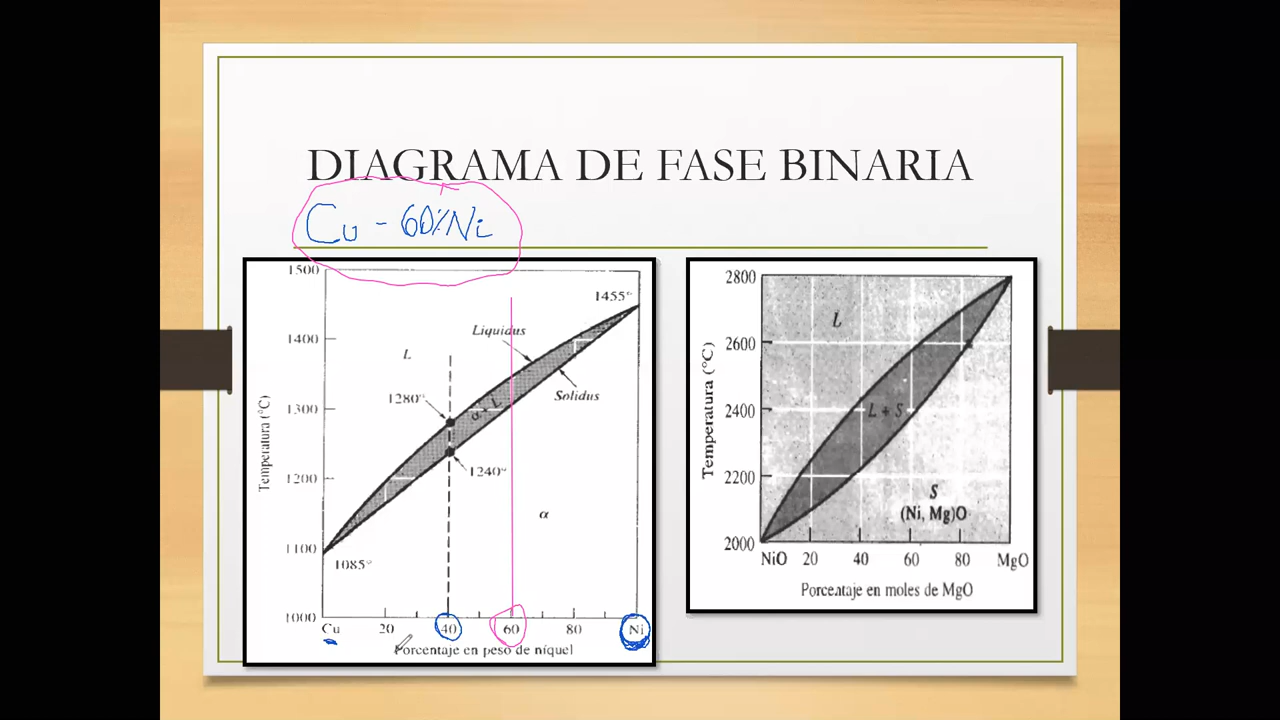 DIAGRAMA DE FASE BINARIA
Cu - 60%Ni
1500
1400
1300
1200
1100
1000
Temperatura (°C)
1455°
Liquidus
L
1280°
α + L
Solidus
1240°
α
1085°
Cu 20 40 60 80 Ni
Porcentaje en peso de níquel
2800
2600
2400
2200
2000
Temperatura (°C)
L
L + S
S
(Ni, Mg)O
NiO 20 40 60 80 MgO
Porcentaje en moles de MgO